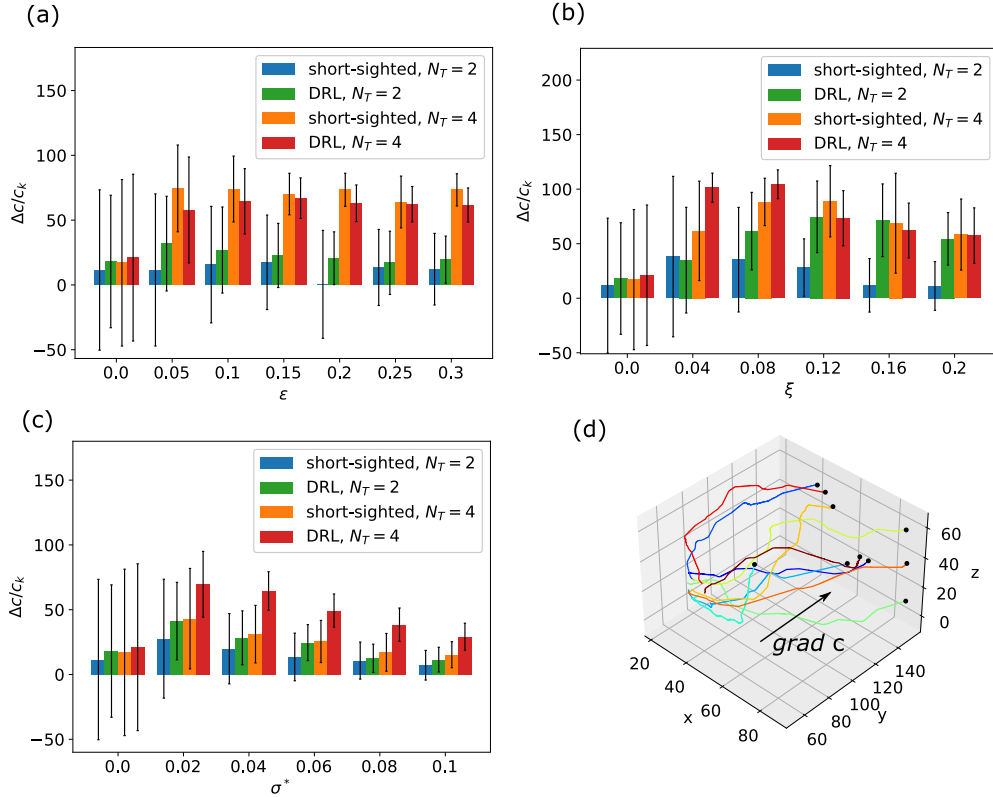 (a)
Δc/c_k
150
100
50
0
−50
short-sighted, N_T = 2
DRL, N_T = 2
short-sighted, N_T = 4
DRL, N_T = 4
0.0 0.05 0.1 0.15 0.2 0.25 0.3
ε
(b)
Δc/c_k
200
150
100
50
0
−50
short-sighted, N_T = 2
DRL, N_T = 2
short-sighted, N_T = 4
DRL, N_T = 4
0.0 0.04 0.08 0.12 0.16 0.2
ξ
(c)
Δc/c_k
150
100
50
0
−50
short-sighted, N_T = 2
DRL, N_T = 2
short-sighted, N_T = 4
DRL, N_T = 4
0.0 0.02 0.04 0.06 0.08 0.1
σ*
(d)
grad c
20 40 60 80
x
60 80 100 120 140
y
60
40
20
0
z